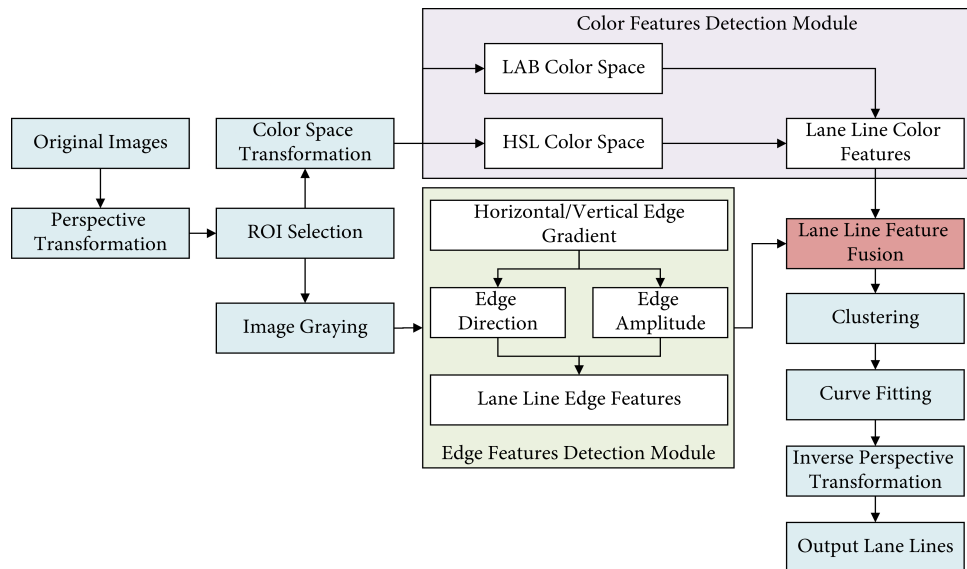 Color Features Detection Module
LAB Color Space
Original Images
Color Space
Transformation
HSL Color Space
Lane Line Color
Features
Perspective
Transformation
ROI Selection
Horizontal/Vertical Edge
Gradient
Lane Line Feature
Fusion
Image Graying
Edge
Direction
Edge
Amplitude
Clustering
Lane Line Edge Features
Curve Fitting
Edge Features Detection Module
Inverse Perspective
Transformation
Output Lane Lines